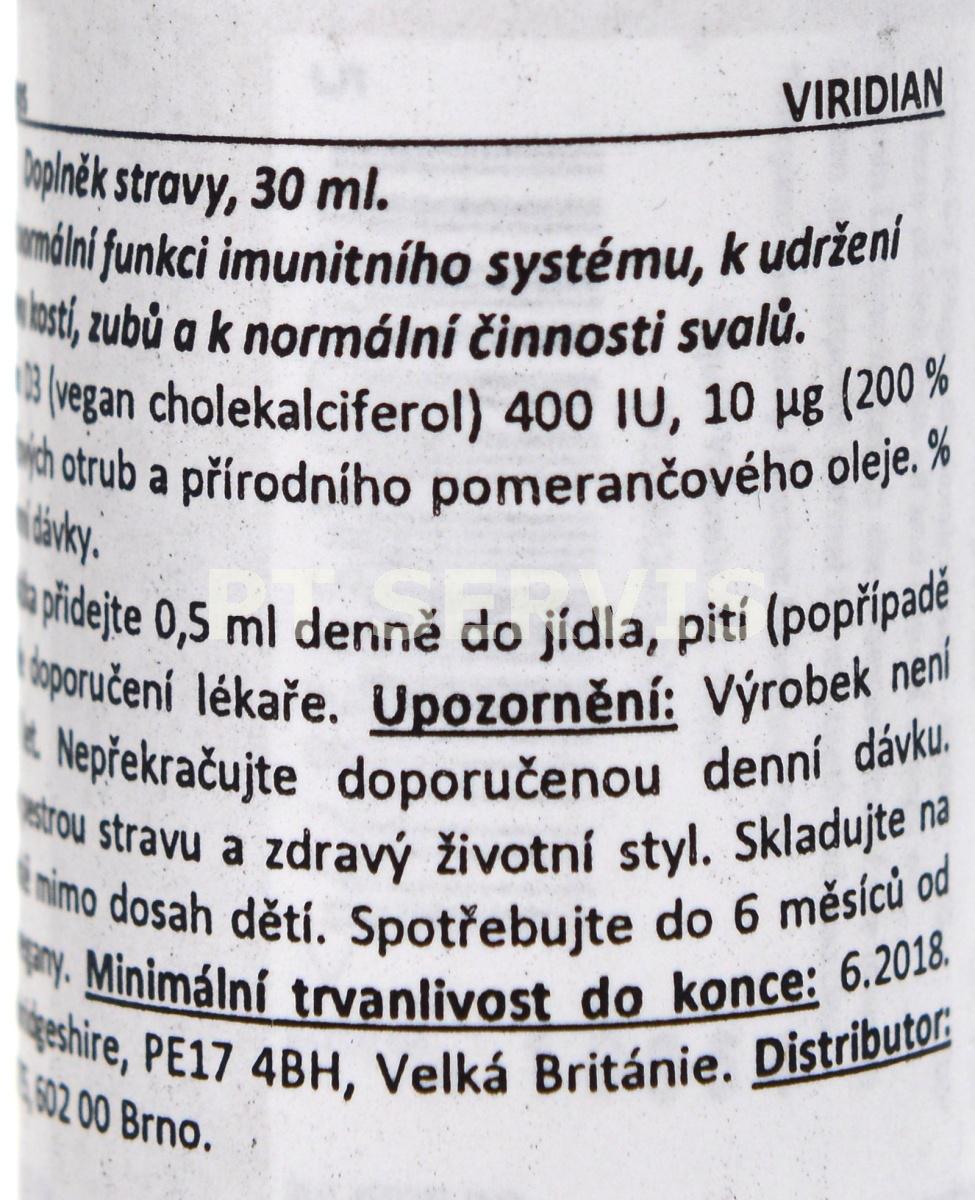 VIRIDIAN
Doplněk stravy, 30 ml.
funkci imunitního systému, k udržení
kostí, zubů a k normální činnosti svalů.
D3 (vegan cholekalciferol) 400 IU, 10 µg (200 %
otrub a přírodního pomerančového oleje. %
dávky.
PT SERVIS
přidejte 0,5 ml denně do jídla, pití (popřípadě
doporučení lékaře. Upozornění: Výrobek není
Nepřekračujte doporučenou denní dávku.
stravu a zdravý životní styl. Skladujte na
mimo dosah dětí. Spotřebujte do 6 měsíců od
Minimální trvanlivost do konce: 6.2018.
PE17 4BH, Velká Británie. Distributor:
602 00 Brno.